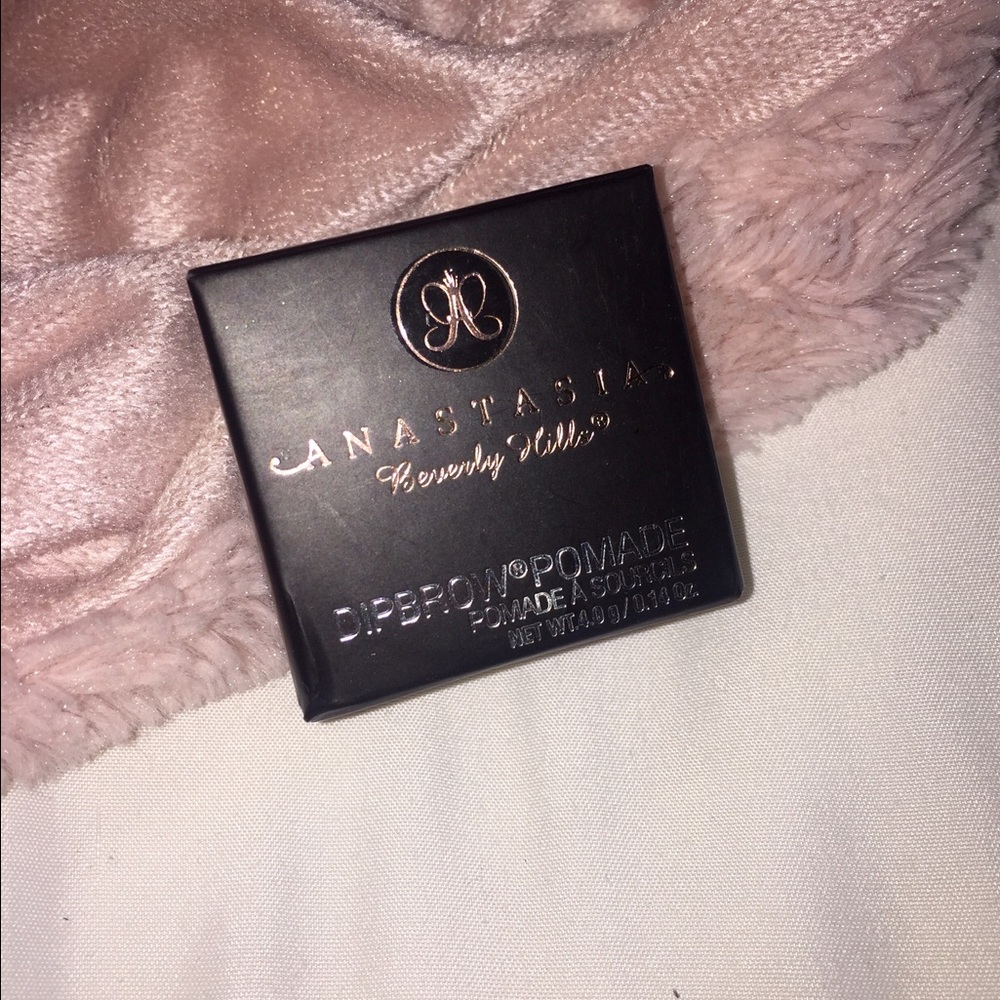 ANASTASIA
Beverly Hills®
DIPBROW® POMADE
POMADE À SOURCILS
NET WT. 4.0 g / 0.14 Oz.